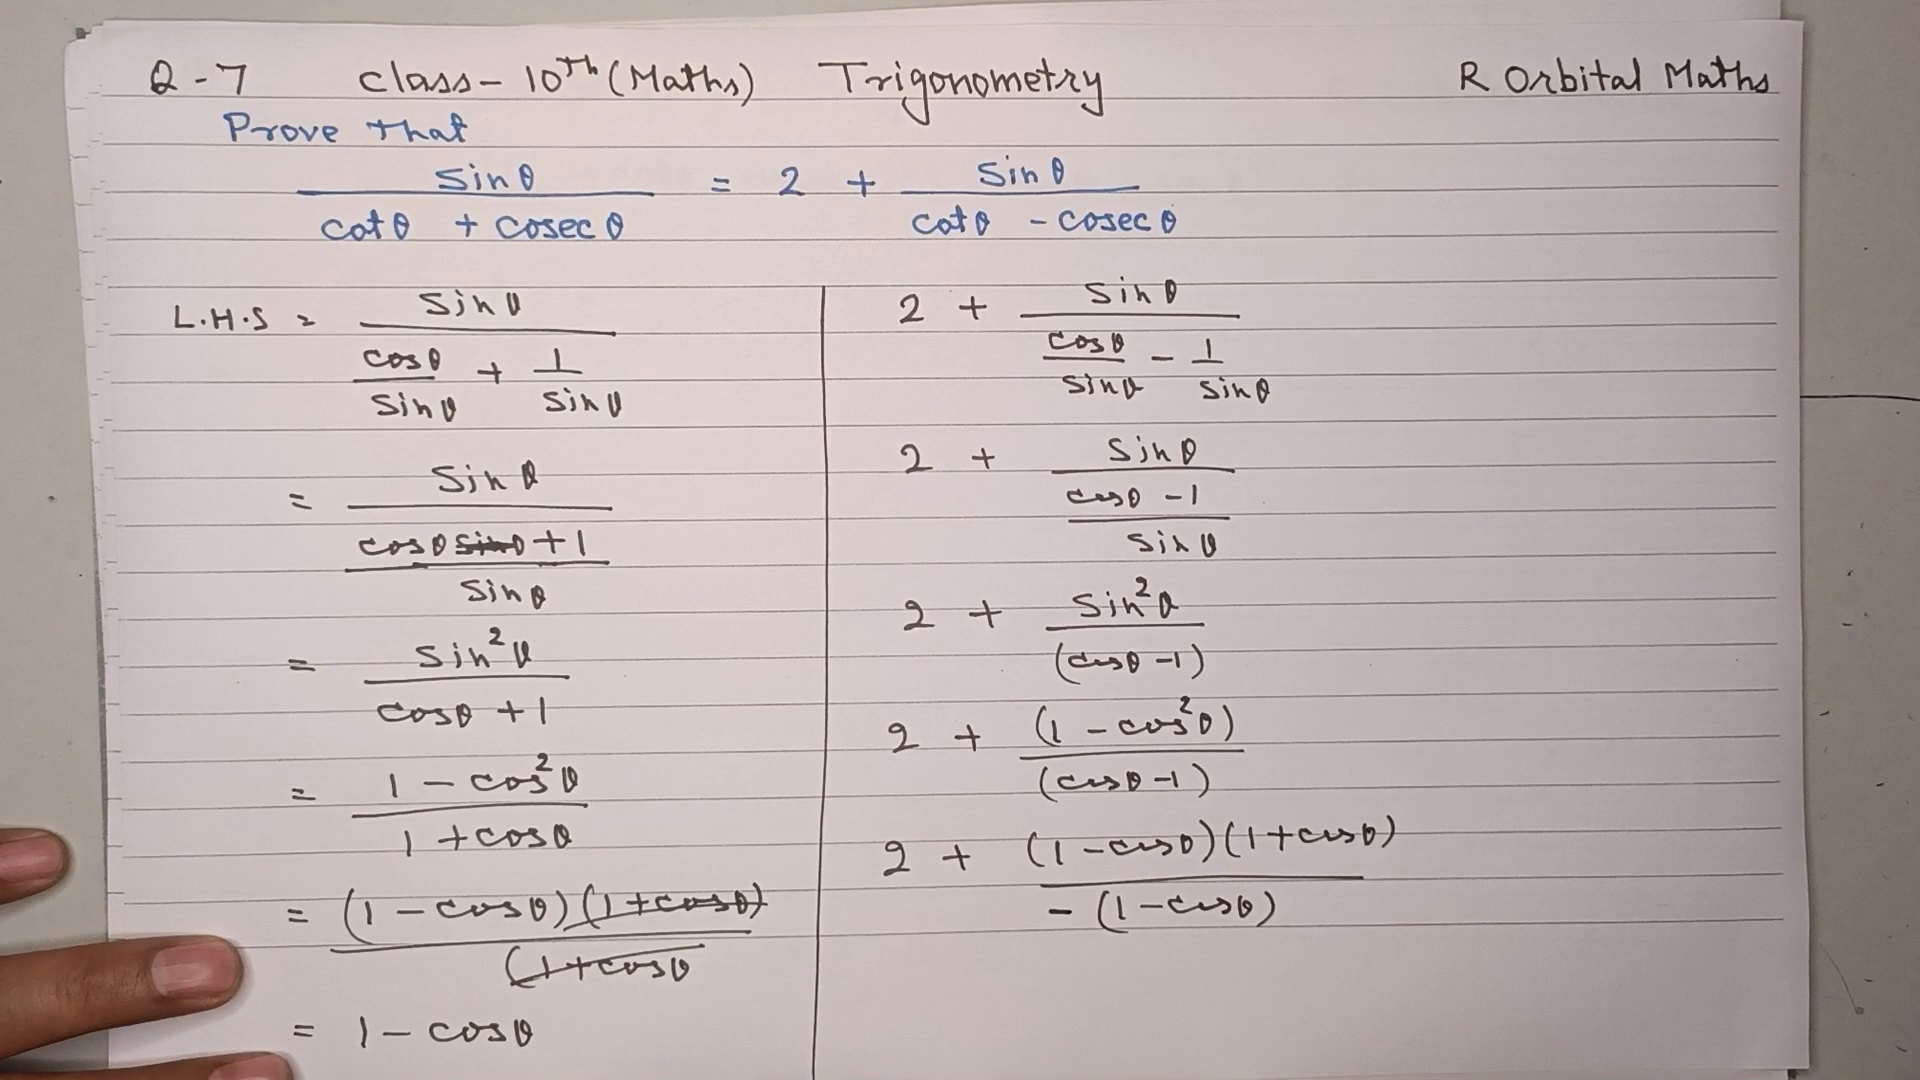 Q-7 Class-10th (Maths) Trigonometry R Orbital Maths
Prove that
sinθ / (cotθ + cosecθ) = 2 + sinθ / (cotθ - cosecθ)
L.H.S = sinθ / (cosθ/sinθ + 1/sinθ)
= sinθ / ((cosθ sinθ + 1) / sinθ)
= sin²θ / (cosθ + 1)
= (1 - cos²θ) / (1 + cosθ)
= (1 - cosθ)(1 + cosθ) / (1 + cosθ
= 1 - cosθ
2 + sinθ / (cosθ/sinθ - 1/sinθ)
2 + sinθ / ((cosθ - 1) / sinθ)
2 + sin²θ / (cosθ - 1)
2 + (1 - cos²θ) / (cosθ - 1)
2 + (1 - cosθ)(1 + cosθ) / -(1 - cosθ)